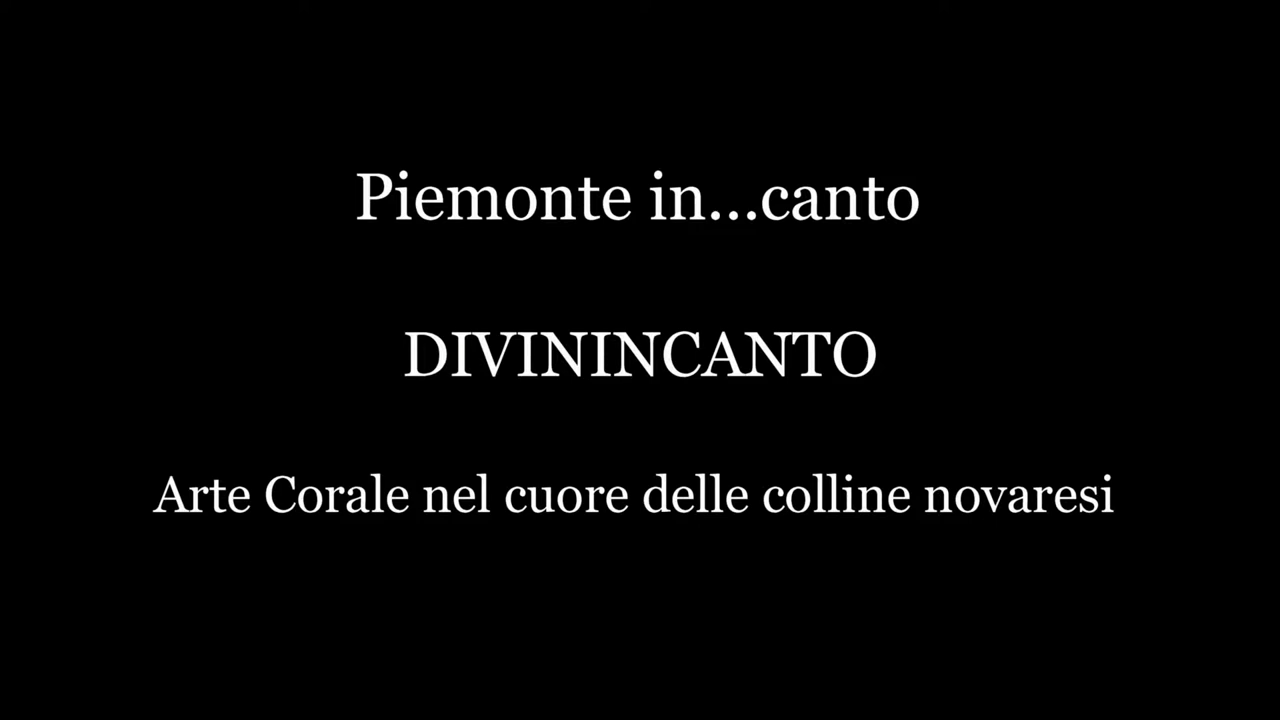 Piemonte in...canto
DIVININCANTO
Arte Corale nel cuore delle colline novaresi